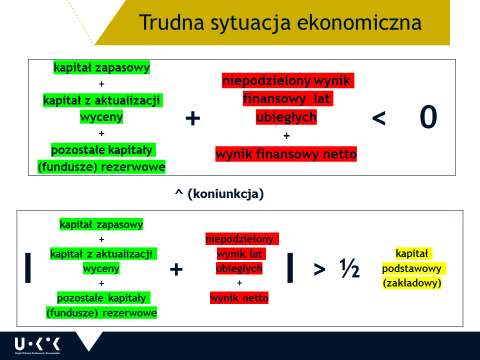 Trudna sytuacja ekonomiczna
kapitał zapasowy
+
kapitał z aktualizacji
wyceny
+
pozostałe kapitały
(fundusze) rezerwowe
+
niepodzielony wynik
finansowy lat
ubiegłych
+
wynik finansowy netto
< 0
^ (koniunkcja)
|
kapitał zapasowy
+
kapitał z aktualizacji
wyceny
+
pozostałe kapitały
(fundusze) rezerwowe
+
niepodzielony
wynik lat
ubiegłych
+
wynik netto
| > ½
kapitał
podstawowy
(zakładowy)
UOKiK